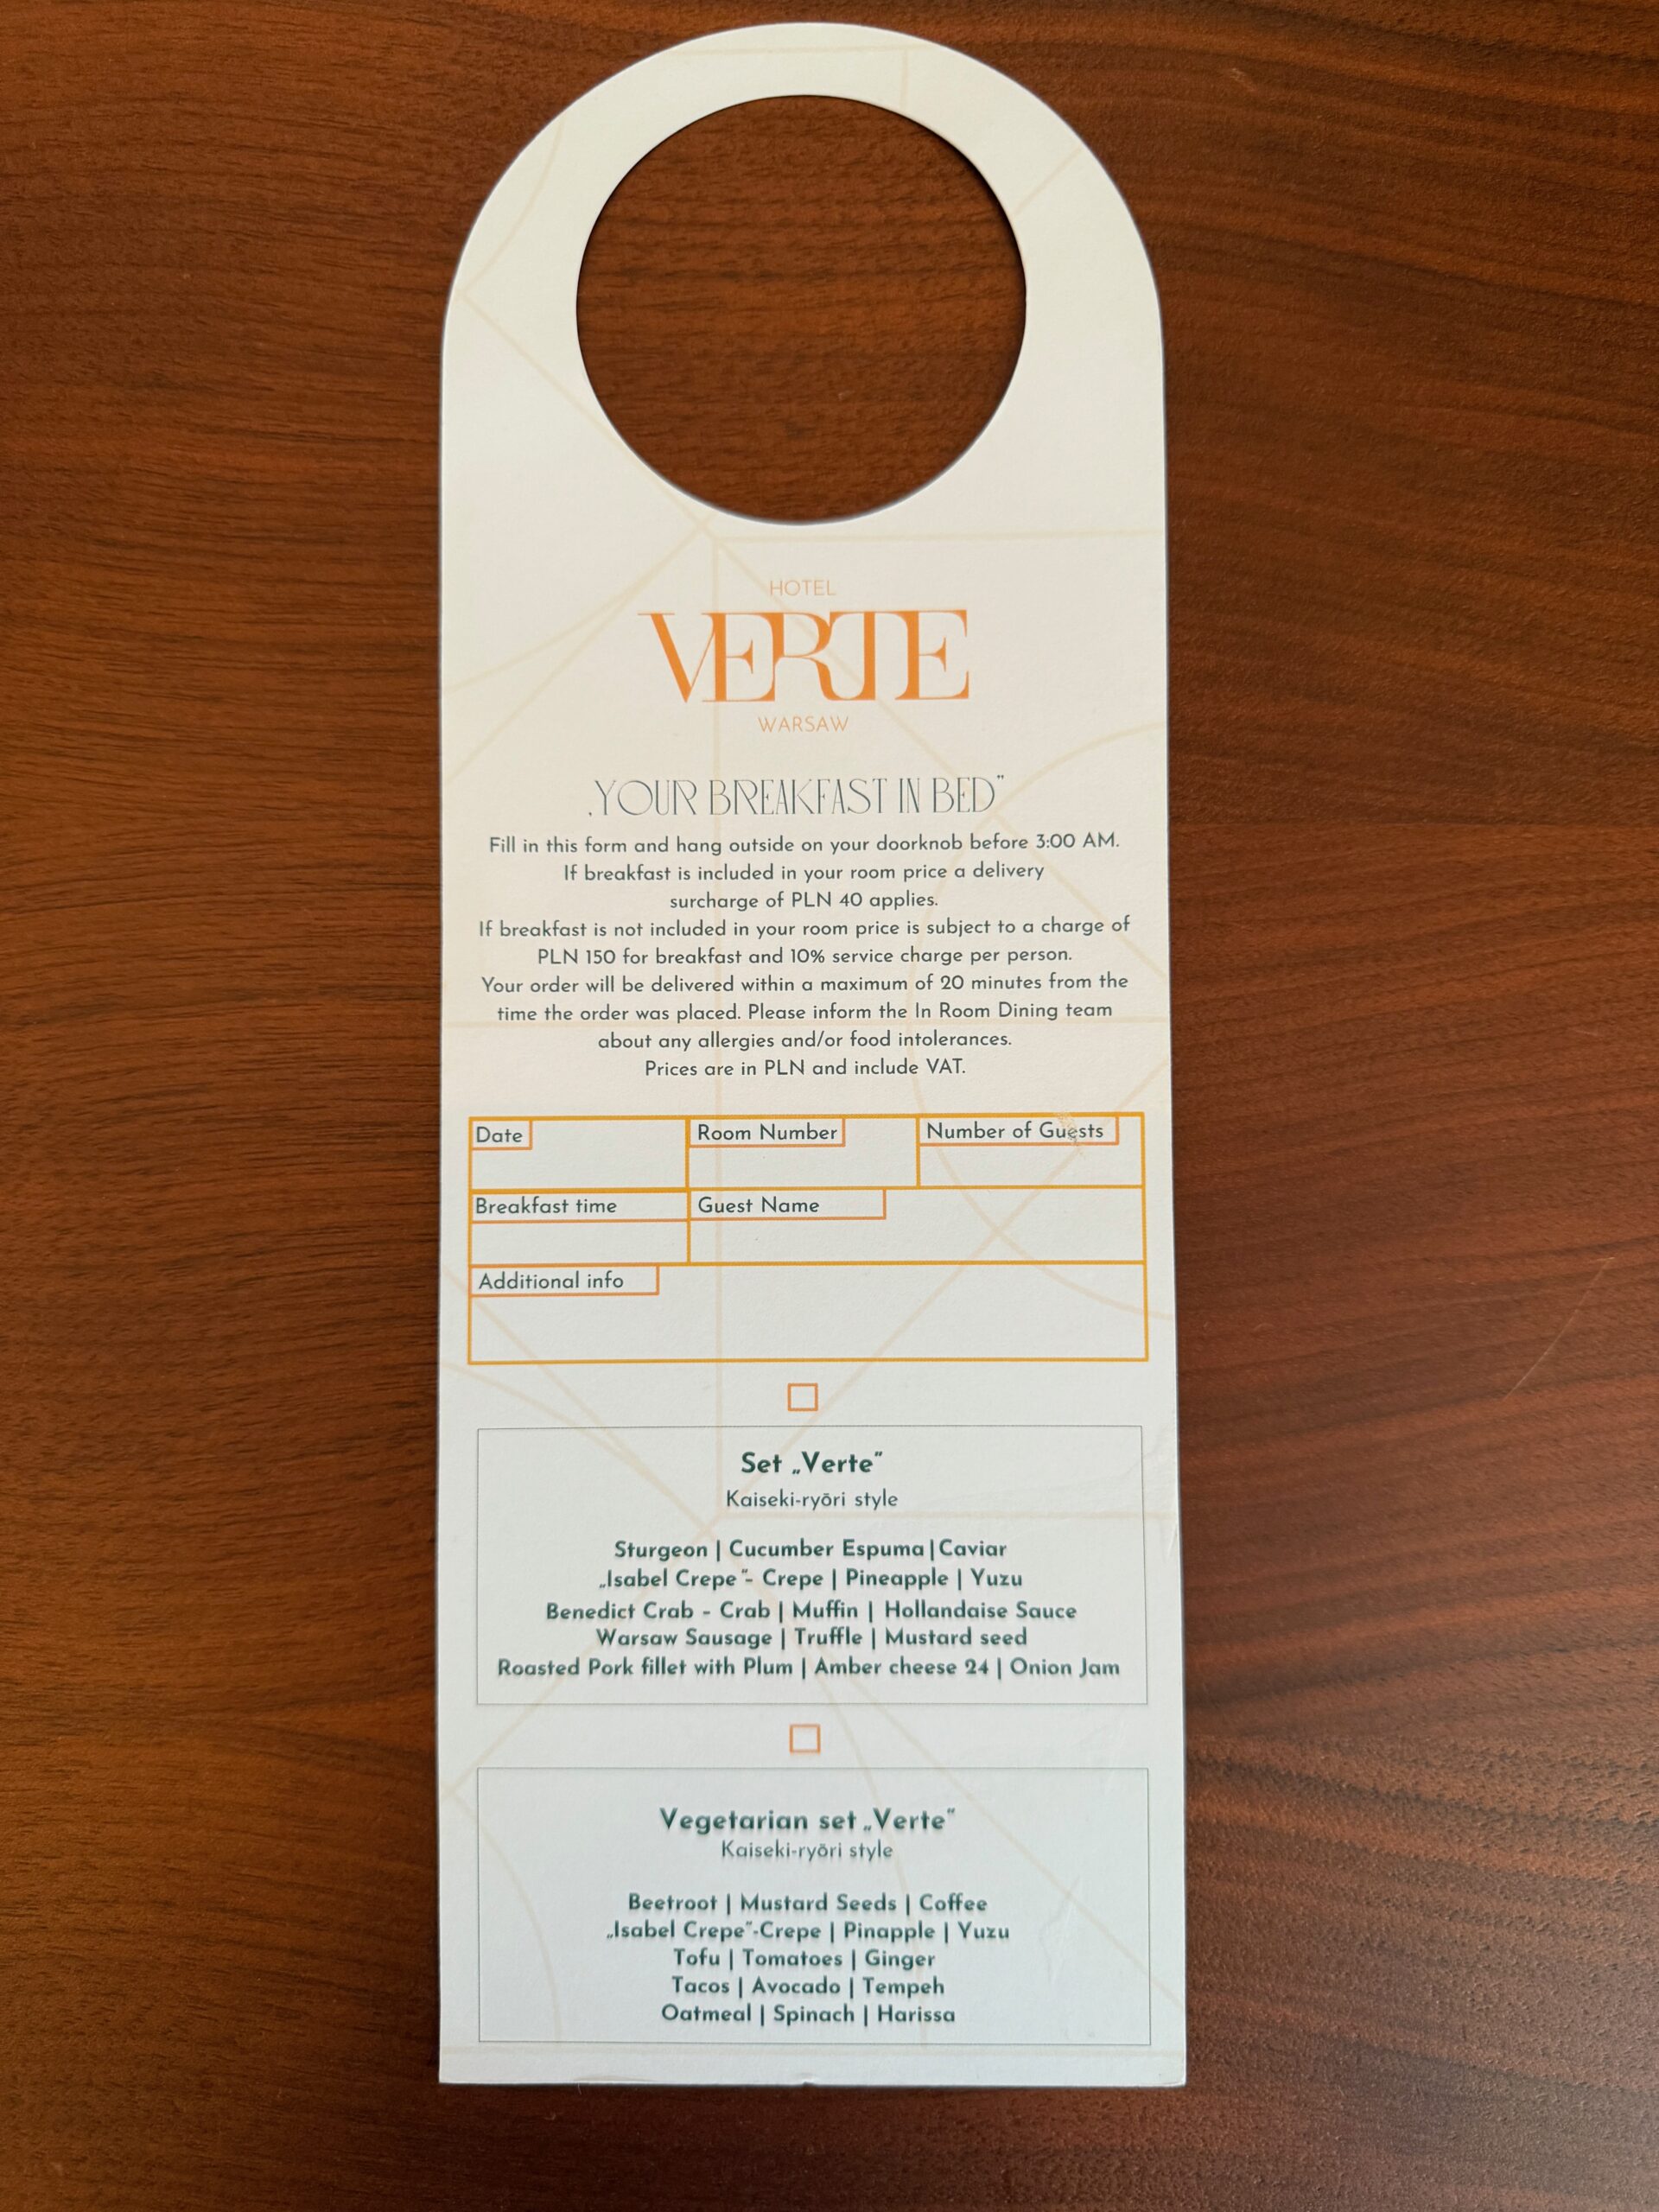 HOTEL
VERTE
WARSAW
„YOUR BREAKFAST IN BED”
Fill in this form and hang outside on your doorknob before 3:00 AM.
If breakfast is included in your room price a delivery
surcharge of PLN 40 applies.
If breakfast is not included in your room price is subject to a charge of
PLN 150 for breakfast and 10% service charge per person.
Your order will be delivered within a maximum of 20 minutes from the
time the order was placed. Please inform the In Room Dining team
about any allergies and/or food intolerances.
Prices are in PLN and include VAT.
Date
Room Number
Number of Guests
Breakfast time
Guest Name
Additional info
Set „Verte”
Kaiseki-ryōri style
Sturgeon | Cucumber Espuma|Caviar
„Isabel Crepe”- Crepe | Pineapple | Yuzu
Benedict Crab - Crab | Muffin | Hollandaise Sauce
Warsaw Sausage | Truffle | Mustard seed
Roasted Pork fillet with Plum | Amber cheese 24 | Onion Jam
Vegetarian set „Verte”
Kaiseki-ryōri style
Beetroot | Mustard Seeds | Coffee
„Isabel Crepe”-Crepe | Pinapple | Yuzu
Tofu | Tomatoes | Ginger
Tacos | Avocado | Tempeh
Oatmeal | Spinach | Harissa